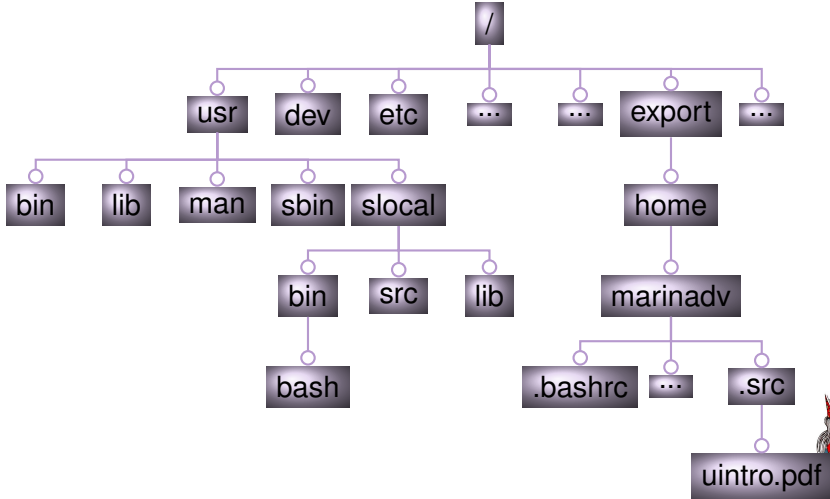 /
usr dev etc ... ... export ...
bin lib man sbin slocal home
bin src lib marinadv
bash .bashrc ... .src
uintro.pdf